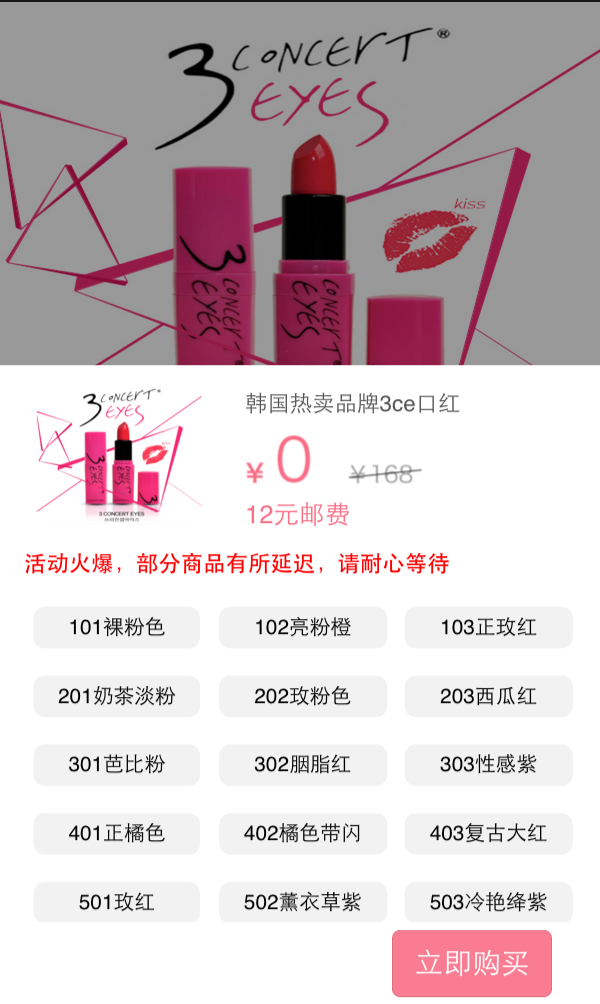 3 CONCERT®
EYES
kiss
3 CONCERT EYES
3 CONCERT EYES
3 CONCERT®
EYES
3 CONCERT EYES
韩国热卖品牌3ce口红
¥ 0 ¥168
12元邮费
活动火爆，部分商品有所延迟，请耐心等待
101裸粉色 102亮粉橙 103正玫红
201奶茶淡粉 202玫粉色 203西瓜红
301芭比粉 302胭脂红 303性感紫
401正橘色 402橘色带闪 403复古大红
501玫红 502薰衣草紫 503冷艳绛紫
立即购买